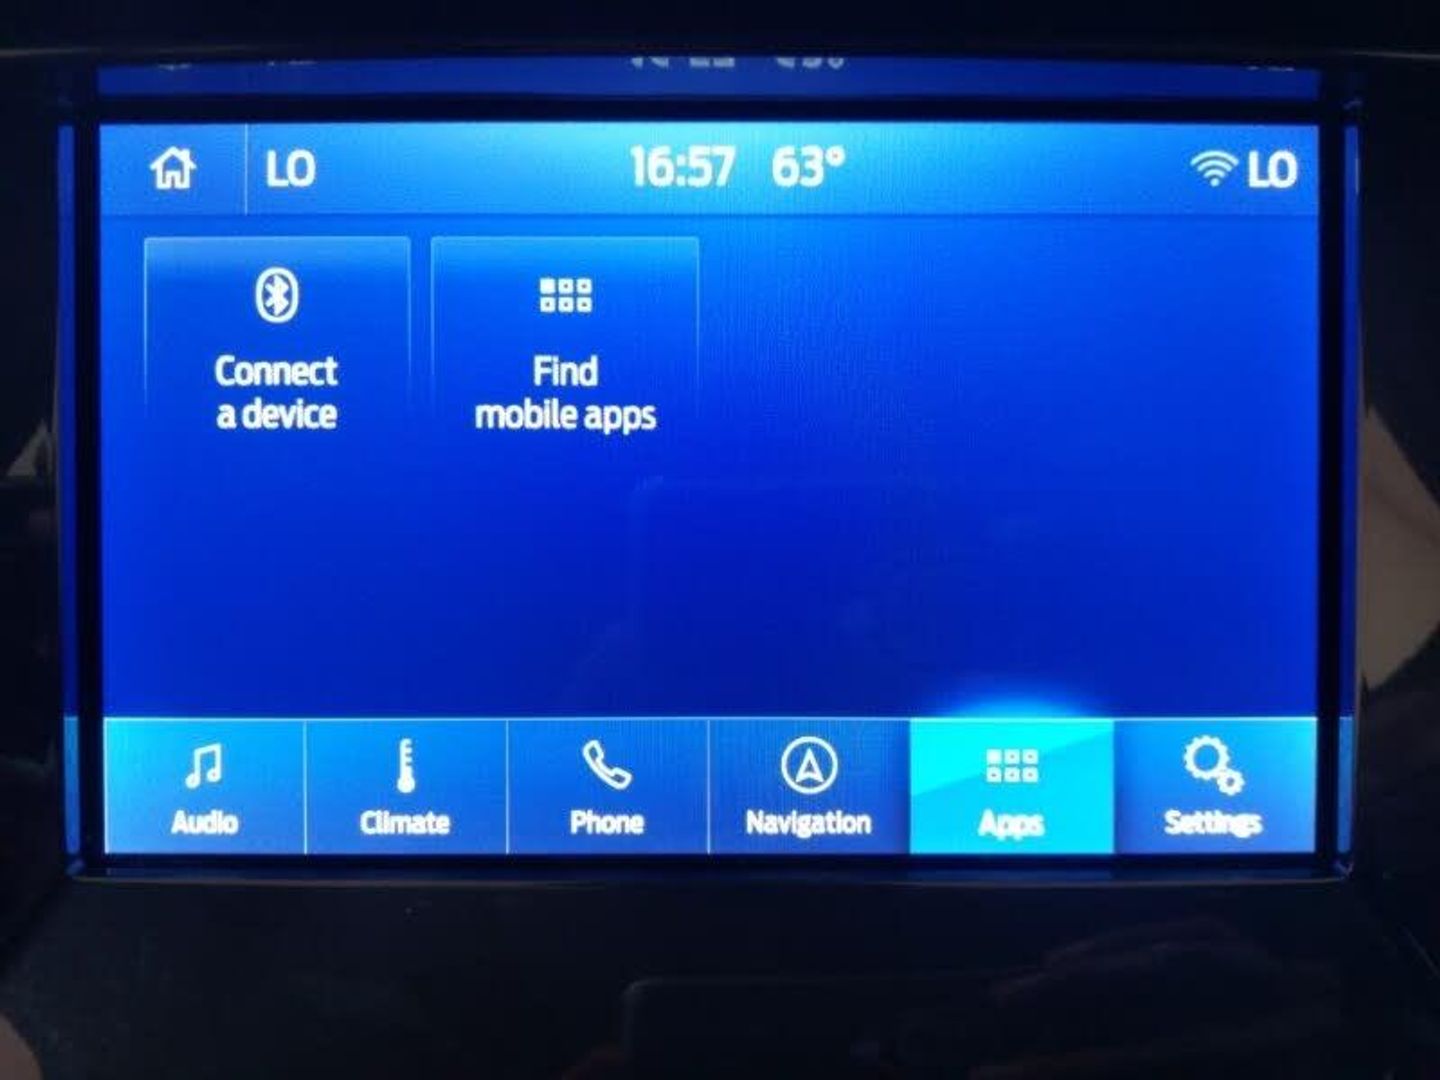 LO 16:57 63° LO
Connect
a device
Find
mobile apps
Audio Climate Phone Navigation Apps Settings